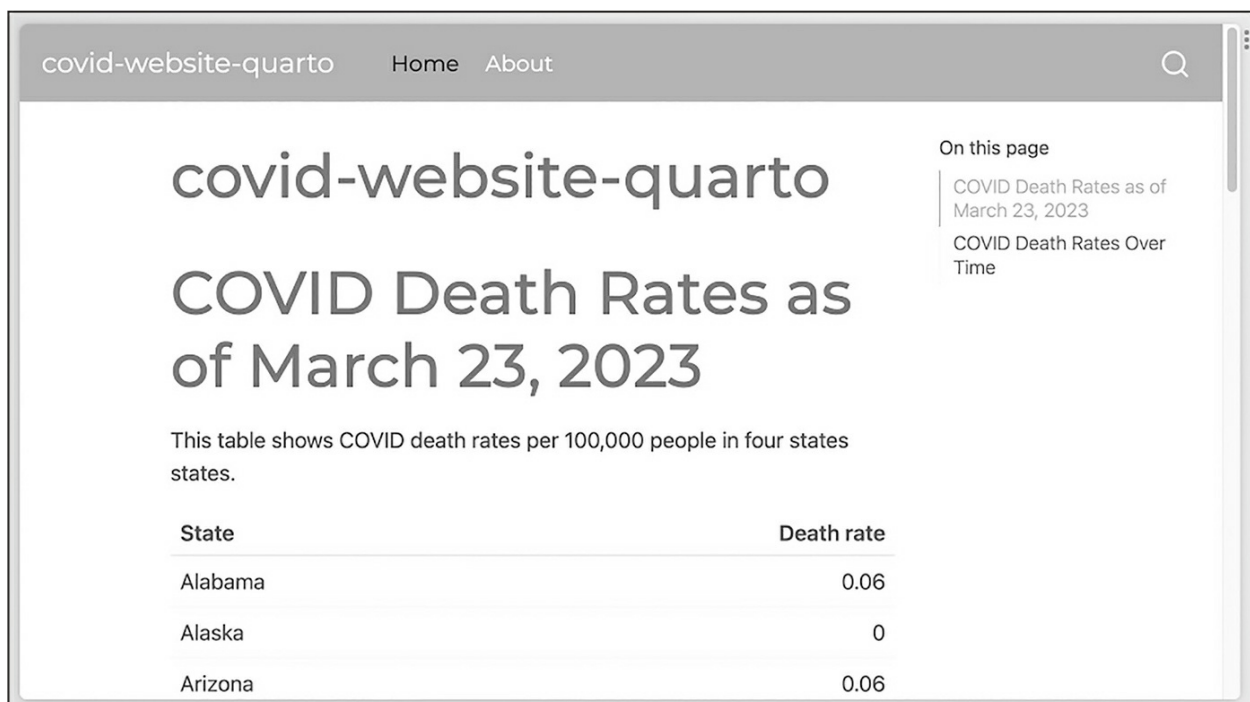 covid-website-quarto Home About
covid-website-quarto
COVID Death Rates as
of March 23, 2023
This table shows COVID death rates per 100,000 people in four states
states.
State Death rate
Alabama 0.06
Alaska 0
Arizona 0.06
On this page
COVID Death Rates as of
March 23, 2023
COVID Death Rates Over
Time